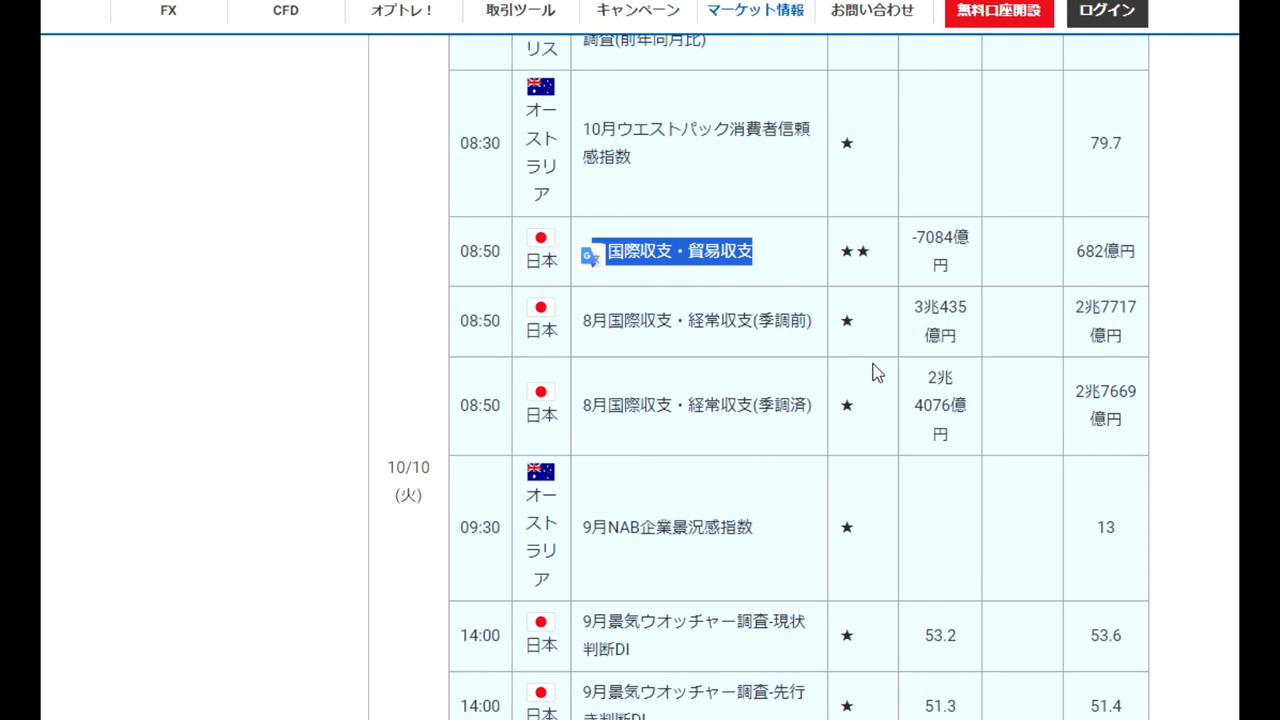 FX
CFD
オプトレ！
取引ツール
キャンペーン
マーケット情報
お問い合わせ
無料口座開設
ログイン
リス
調査(前年同月比)
08:30
オー
スト
ラリ
ア
10月ウエストパック消費者信頼
感指数
★
79.7
08:50
日本
国際収支・貿易収支
★★
-7084億
円
682億円
08:50
日本
8月国際収支・経常収支(季調前)
★
3兆435
億円
2兆7717
億円
08:50
日本
8月国際収支・経常収支(季調済)
★
2兆
4076億
円
2兆7669
億円
10/10
(火)
09:30
オー
スト
ラリ
ア
9月NAB企業景況感指数
★
13
14:00
日本
9月景気ウオッチャー調査-現状
判断DI
★
53.2
53.6
14:00
日本
9月景気ウオッチャー調査-先行
き判断DI
★
51.3
51.4